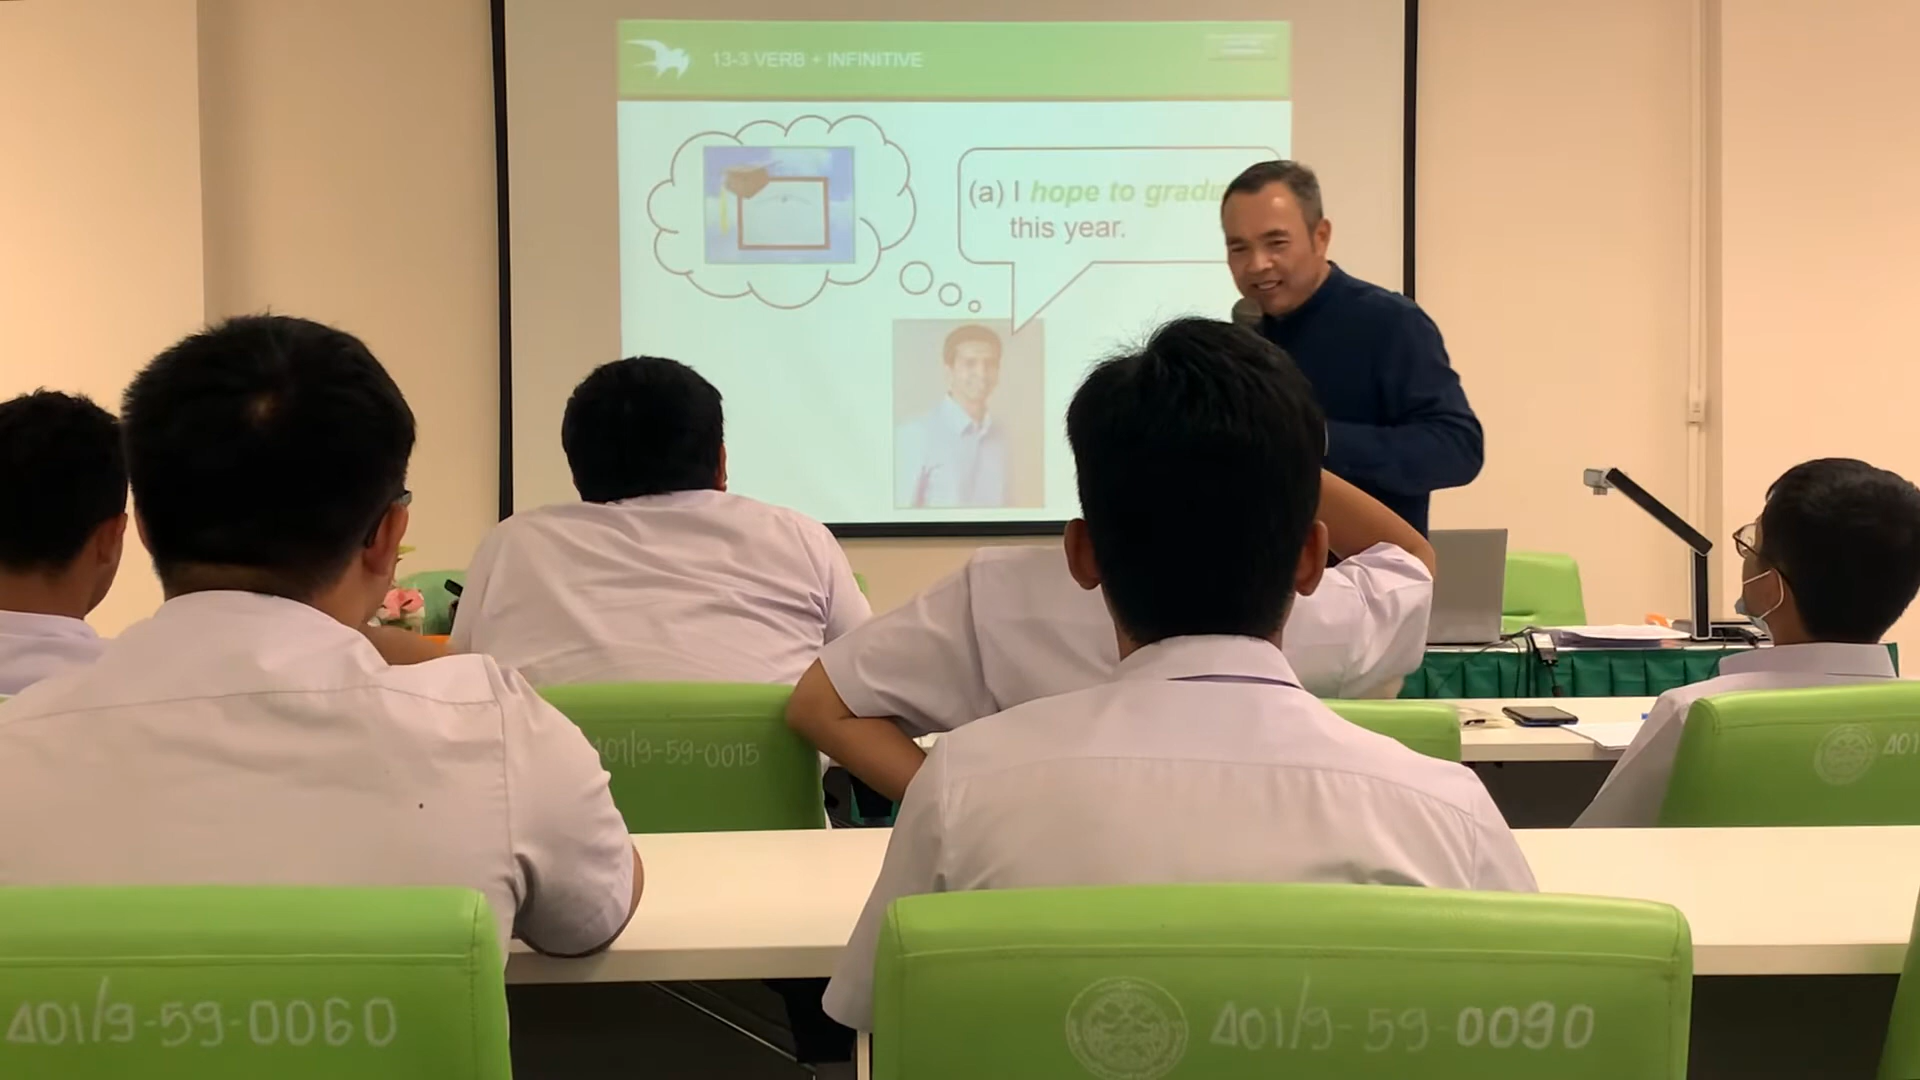 13-3 VERB + INFINITIVE
(a) I hope to gradu
this year.
401/9-59-0015
401
401/9-59-0060
401/9-59-0090